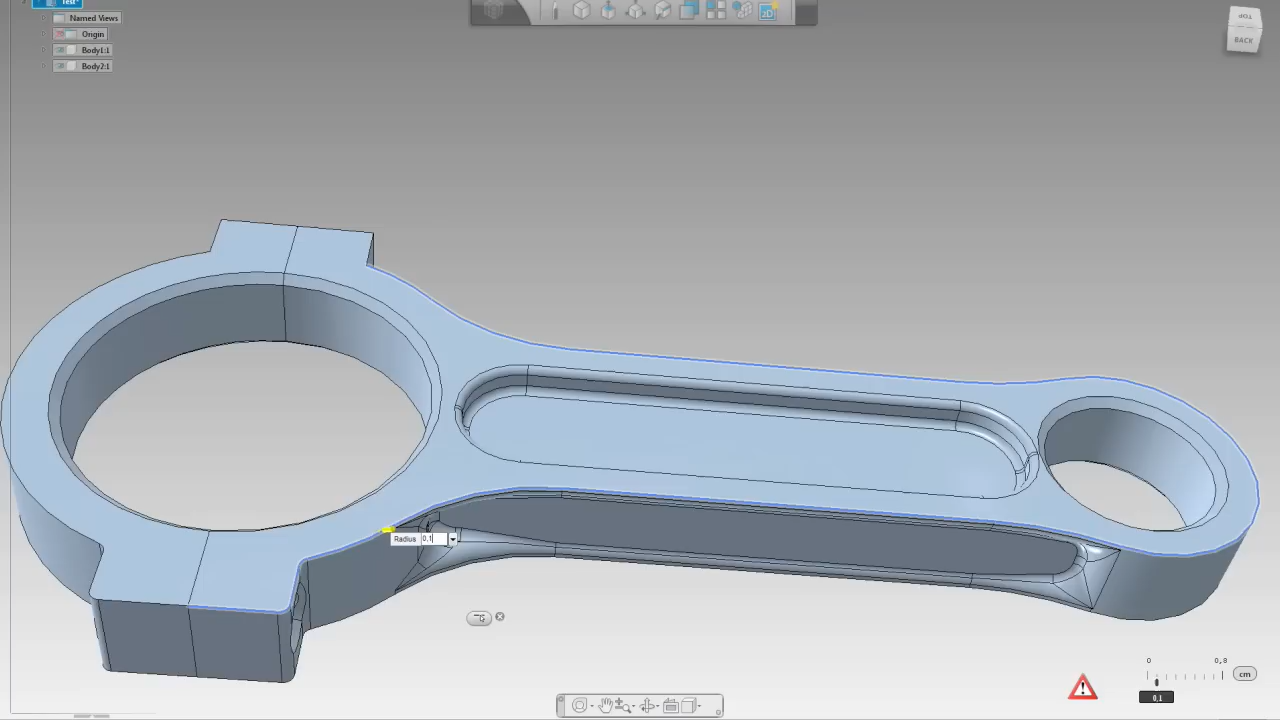 Test*
Named Views
Origin
Body1:1
Body2:1
2D
TOP
BACK
Radius 0,1
0 0,8
cm
0,1